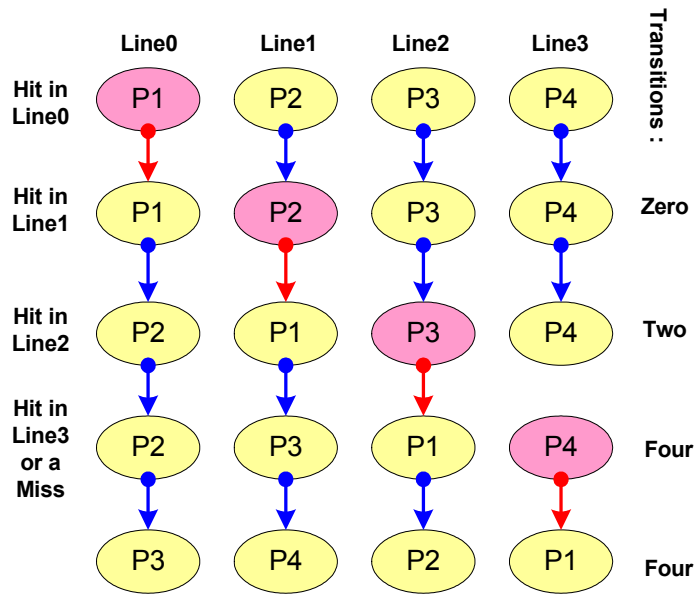 Line0 Line1 Line2 Line3
Transitions :
Hit in
Line0
P1 P2 P3 P4
Hit in
Line1
P1 P2 P3 P4 Zero
Hit in
Line2
P2 P1 P3 P4 Two
Hit in
Line3
or a
Miss
P2 P3 P1 P4 Four
P3 P4 P2 P1 Four